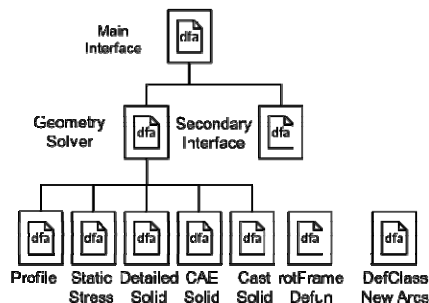 Main
Interface
dfa
Geometry
Solver
dfa
Secondary
Interface
dfa
dfa
dfa
dfa
dfa
dfa
dfa
dfa
Profile
Static
Stress
Detailed
Solid
CAE
Solid
Cast
Solid
rotFrame
Defun
DefClass
New Arcs